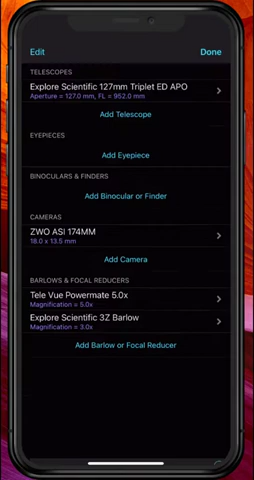 Edit Done
TELESCOPES
Explore Scientific 127mm Triplet ED APO
Aperture = 127.0 mm, FL = 952.0 mm
Add Telescope
EYEPIECES
Add Eyepiece
BINOCULARS & FINDERS
Add Binocular or Finder
CAMERAS
ZWO ASI 174MM
18.0 x 13.5 mm
Add Camera
BARLOWS & FOCAL REDUCERS
Tele Vue Powermate 5.0x
Magnification = 5.0x
Explore Scientific 3Z Barlow
Magnification = 3.0x
Add Barlow or Focal Reducer